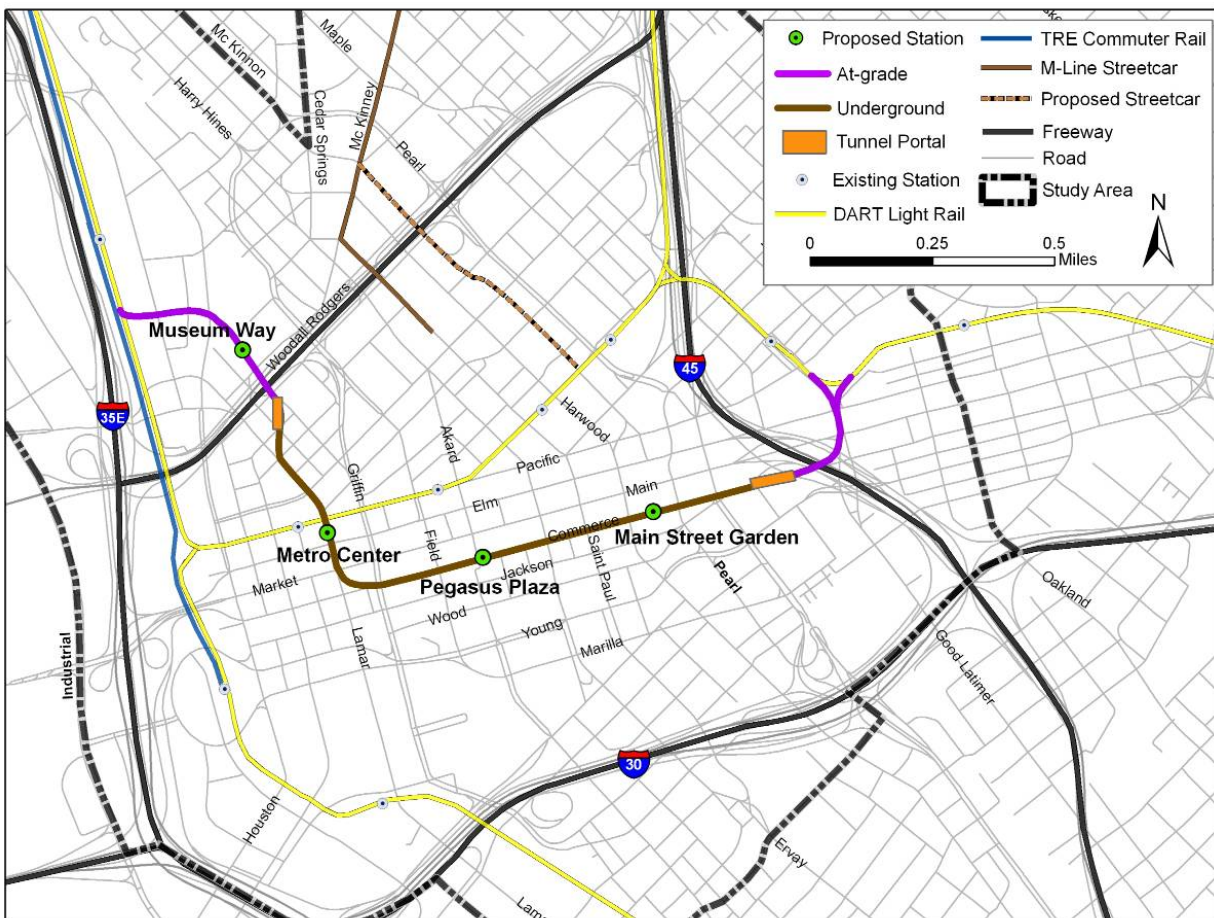 Proposed Station
At-grade
Underground
Tunnel Portal
Existing Station
DART Light Rail
TRE Commuter Rail
M-Line Streetcar
Proposed Streetcar
Freeway
Road
Study Area
N
0 0.25 0.5
Miles
Mc Kinnon
Maple
Harry Hines
Cedar Springs
Mc Kinney
Pearl
Woodall Rodgers
Museum Way
35E
45
Harwood
Akard
Griffin
Pacific
Elm
Main
Commerce
Metro Center
Field
Main Street Garden
Market
Pegasus Plaza
Jackson
Saint Paul
Pearl
Wood
Young
Marilla
Lamar
Industrial
Oakland
Good Latimer
30
Houston
Ervay